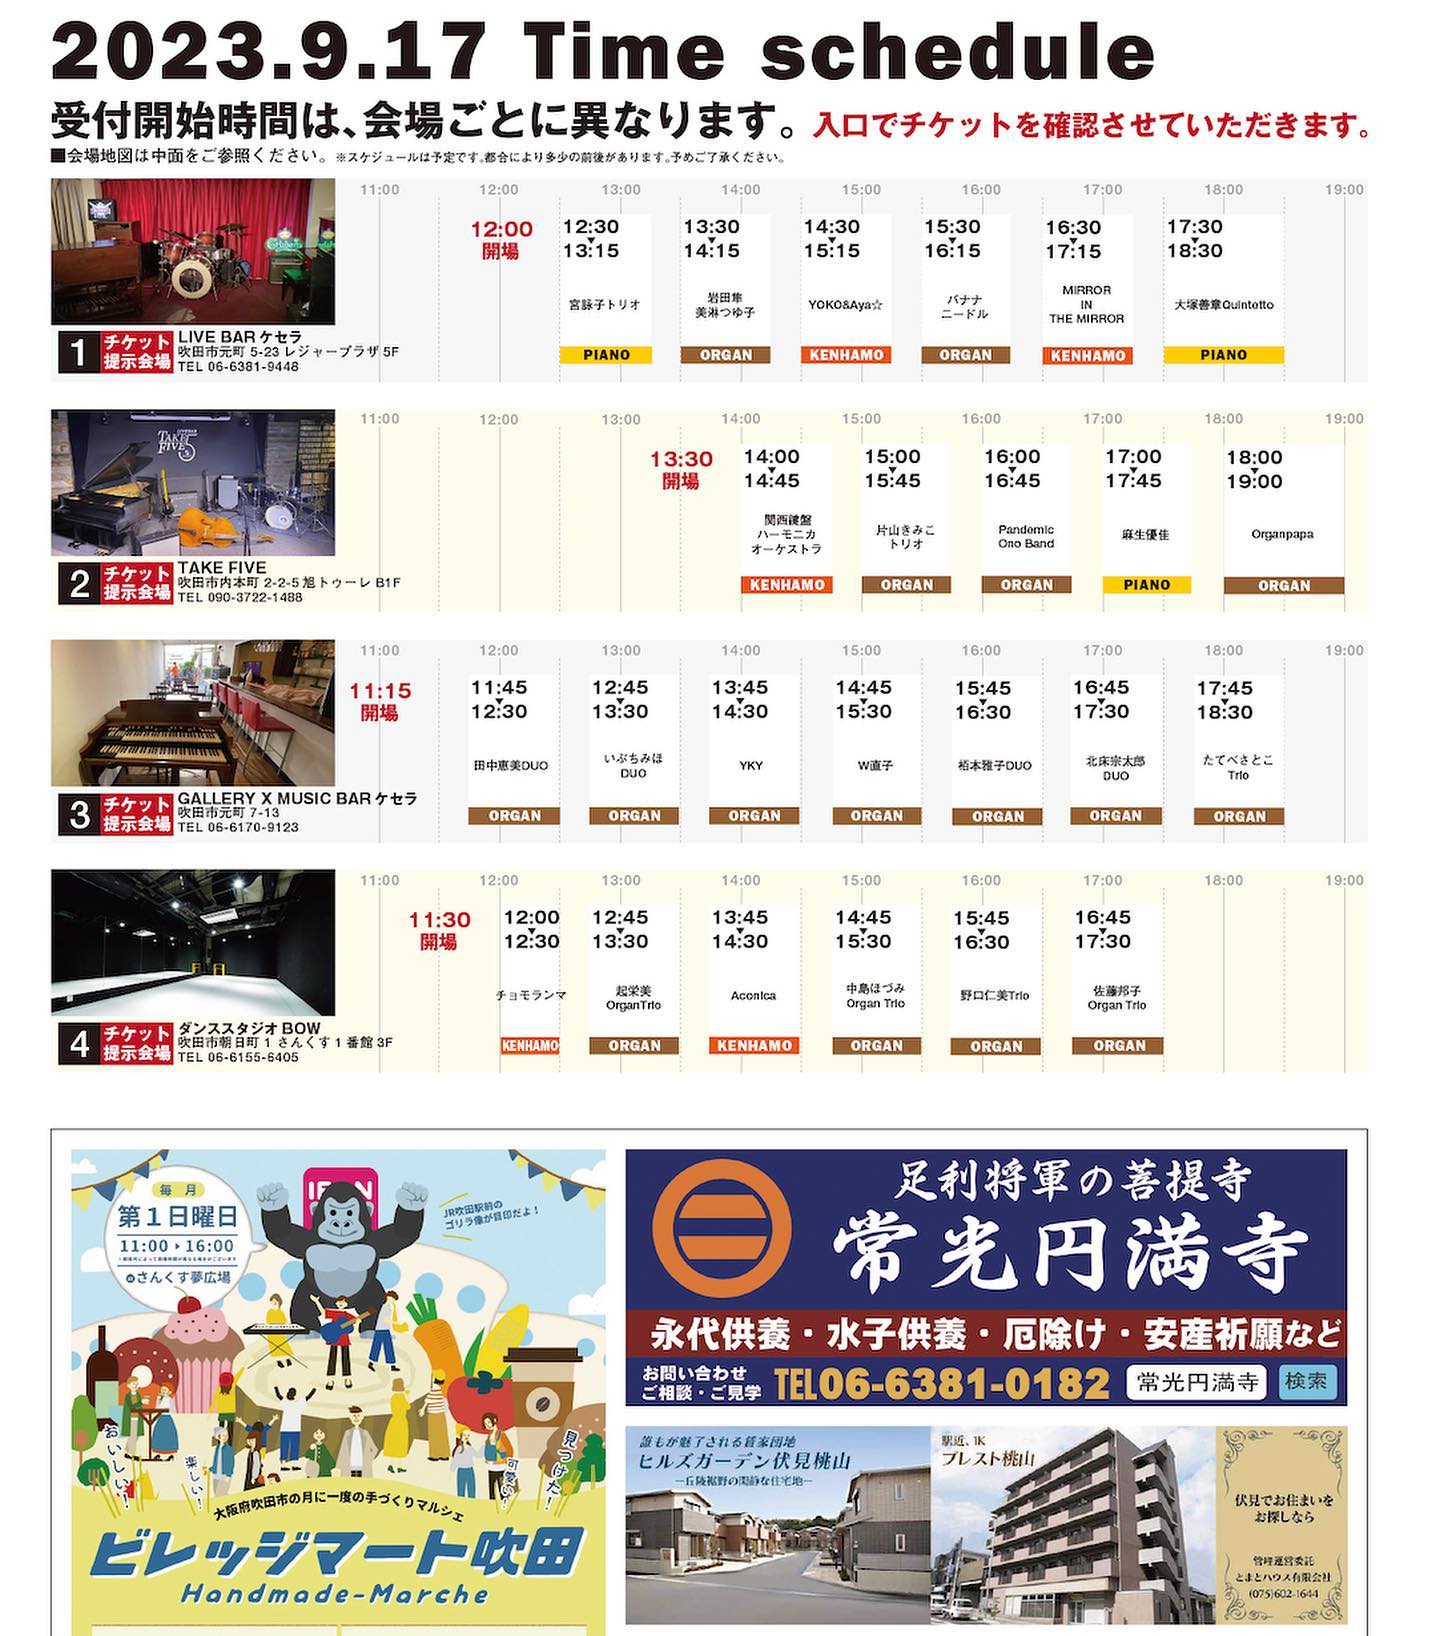 2023.9.17 Time schedule
受付開始時間は、会場ごとに異なります。 入口でチケットを確認させていただきます。
■会場地図は中面をご参照ください。 ※スケジュールは予定です。都合により多少の前後があります。予めご了承ください。
11:00 12:00 13:00 14:00 15:00 16:00 17:00 18:00 19:00
12:00
開場
12:30
▼
13:15
宮詠子トリオ
PIANO
13:30
▼
14:15
岩田隼
美淋つゆ子
ORGAN
14:30
▼
15:15
YOKO&Aya☆
KENHAMO
15:30
▼
16:15
バナナ
ニードル
ORGAN
16:30
▼
17:15
MIRROR
IN
THE MIRROR
KENHAMO
17:30
▼
18:30
大塚善章Quintetto
PIANO
1 チケット
提示会場
LIVE BAR ケセラ
吹田市元町 5-23 レジャープラザ 5F
TEL 06-6381-9448
11:00 12:00 13:00 14:00 15:00 16:00 17:00 18:00 19:00
TAKE
FIVE
13:30
開場
14:00
▼
14:45
関西鍵盤
ハーモニカ
オーケストラ
KENHAMO
15:00
▼
15:45
片山きみこ
トリオ
ORGAN
16:00
▼
16:45
Pandemic
Ono Band
ORGAN
17:00
▼
17:45
麻生優佳
PIANO
18:00
▼
19:00
Organpapa
ORGAN
2 チケット
提示会場
TAKE FIVE
吹田市内本町 2-2-5 旭トゥーレ B1F
TEL 090-3722-1488
11:00 12:00 13:00 14:00 15:00 16:00 17:00 18:00 19:00
11:15
開場
11:45
▼
12:30
田中恵美DUO
ORGAN
12:45
▼
13:30
いぶちみほ
DUO
ORGAN
13:45
▼
14:30
YKY
ORGAN
14:45
▼
15:30
W直子
ORGAN
15:45
▼
16:30
栢本雅子DUO
ORGAN
16:45
▼
17:30
北床宗太郎
DUO
ORGAN
17:45
▼
18:30
たてべさとこ
Trio
ORGAN
3 チケット
提示会場
GALLERY X MUSIC BAR ケセラ
吹田市元町 7-13
TEL 06-6170-9123
11:00 12:00 13:00 14:00 15:00 16:00 17:00 18:00 19:00
11:30
開場
12:00
▼
12:30
チョモランマ
KENHAMO
12:45
▼
13:30
起栄美
OrganTrio
ORGAN
13:45
▼
14:30
Aconica
KENHAMO
14:45
▼
15:30
中島ほづみ
Organ Trio
ORGAN
15:45
▼
16:30
野口仁美Trio
ORGAN
16:45
▼
17:30
佐藤邦子
Organ Trio
ORGAN
4 チケット
提示会場
ダンススタジオ BOW
吹田市朝日町 1 さんくす 1 番館 3F
TEL 06-6155-6405
毎 月
第1日曜日
11:00 ▸ 16:00
さんくす夢広場
JR吹田駅前の
ゴリラ像が目印だよ!
おいしい!
楽しい!
可愛い!
見つけた!
大阪府吹田市の月に一度の手づくりマルシェ
ビレッジマート吹田
Handmade-Marche
足利将軍の菩提寺
常光円満寺
永代供養・水子供養・厄除け・安産祈願など
お問い合わせ
ご相談・ご見学
TEL06-6381-0182
常光円満寺 検索
誰もが魅了される賃家団地
ヒルズガーデン伏見桃山
―丘陵裾野の閑静な住宅地―
駅近、1K
プレスト桃山
伏見でお住まいを
お探しなら
管理運営委託
とまとハウス有限会社
(075)602-1644